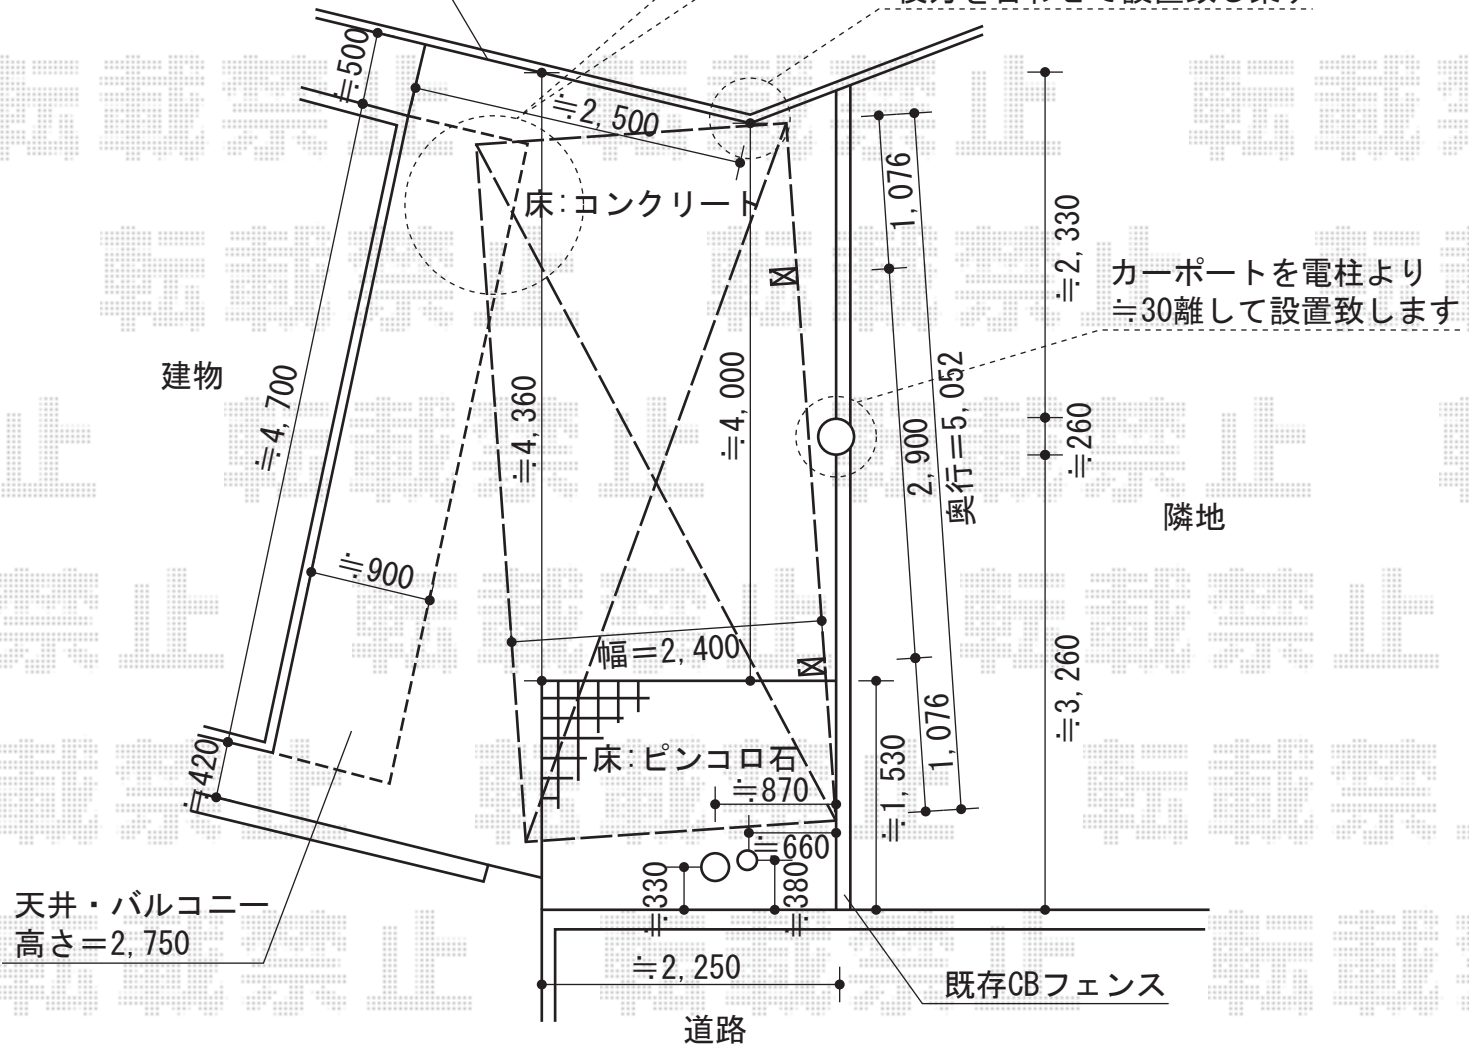 ≒500
≒2,500
床:コンクリート
1,076
≒2,330
カーポートを電柱より
≒30離して設置致します
建物
≒4,700
≒4,360
≒4,000
2,900
奥行=5,052
≒260
隣地
≒900
幅=2,400
≒3,260
≒420
床:ピンコロ石
≒870
≒1,530
1,076
≒660
≒330
≒380
天井・バルコニー
高さ=2,750
≒2,250
既存CBフェンス
道路
転載禁止